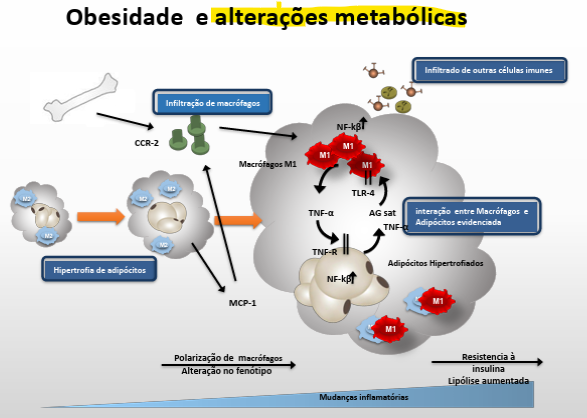 Obesidade e alterações metabólicas
Infiltrado de outras células imunes
Infiltração de macrófagos
NF-kβ
CCR-2
M1
M1
M1
Macrófagos M1
TLR-4
M2
M2
M2
M2
M2
M2
TNF-α
AG sat
TNF-α
interação entre Macrófagos e
Adipócitos evidenciada
TNF-R
Adipócitos Hipertrofiados
Hipertrofia de adipócitos
NF-kβ
MCP-1
M1
M1
Polarização de macrófagos
Alteração no fenótipo
Resistencia à
insulina
Lipólise aumentada
Mudanças inflamatórias